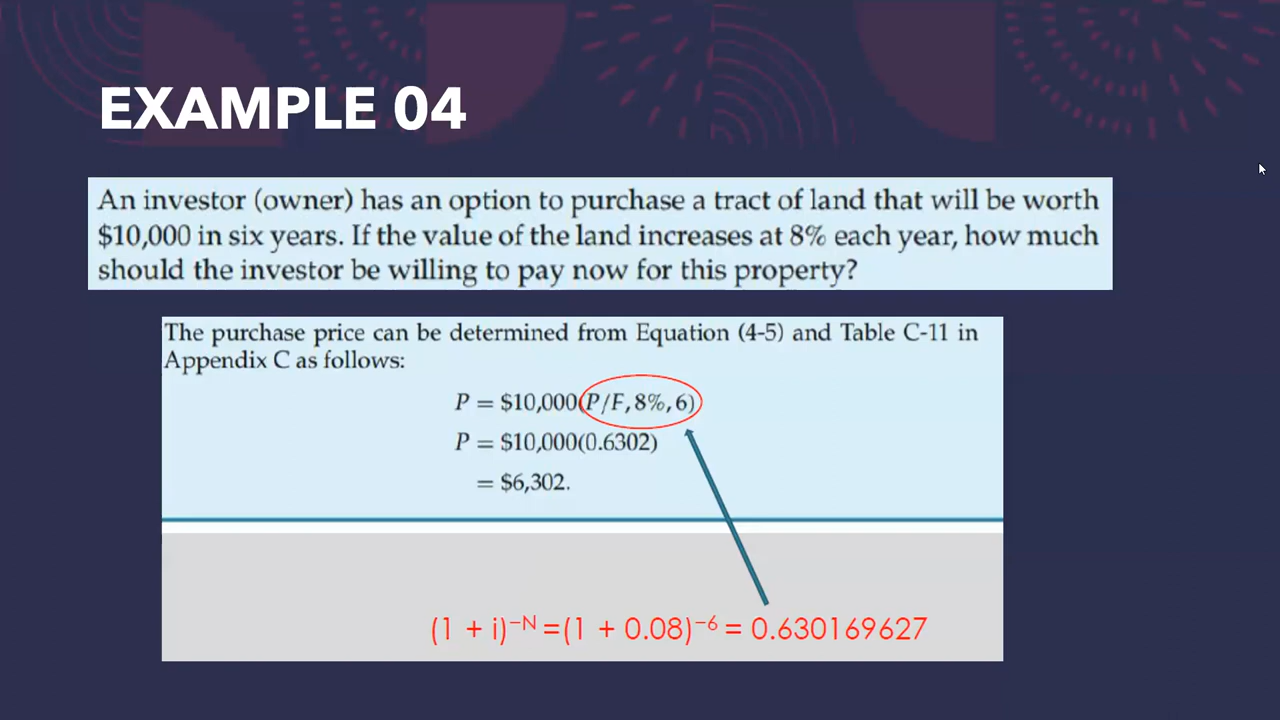 EXAMPLE 04
An investor (owner) has an option to purchase a tract of land that will be worth
$10,000 in six years. If the value of the land increases at 8% each year, how much
should the investor be willing to pay now for this property?
The purchase price can be determined from Equation (4-5) and Table C-11 in
Appendix C as follows:
P = $10,000(P/F, 8%, 6)
P = $10,000(0.6302)
= $6,302.
(1 + i)⁻ᴺ =(1 + 0.08)⁻⁶ = 0.630169627